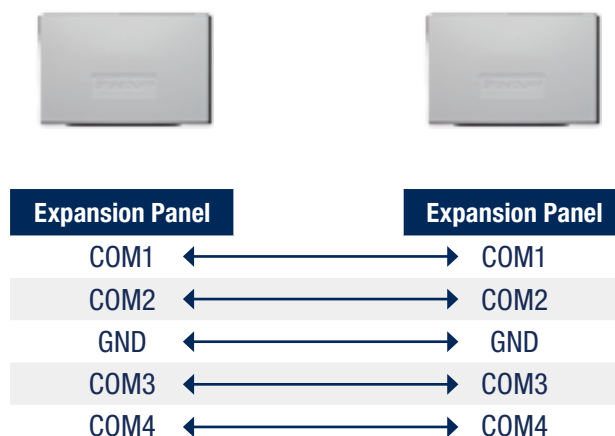 Expansion Panel Expansion Panel
COM1 COM1
COM2 COM2
GND GND
COM3 COM3
COM4 COM4